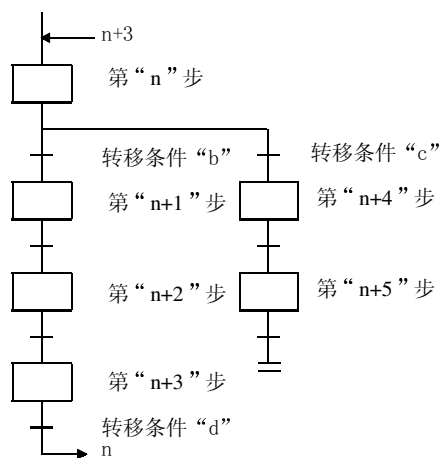 n+3
第“n”步
转移条件“b”
转移条件“c”
第“n+1”步
第“n+4”步
第“n+2”步
第“n+5”步
第“n+3”步
转移条件“d”
n